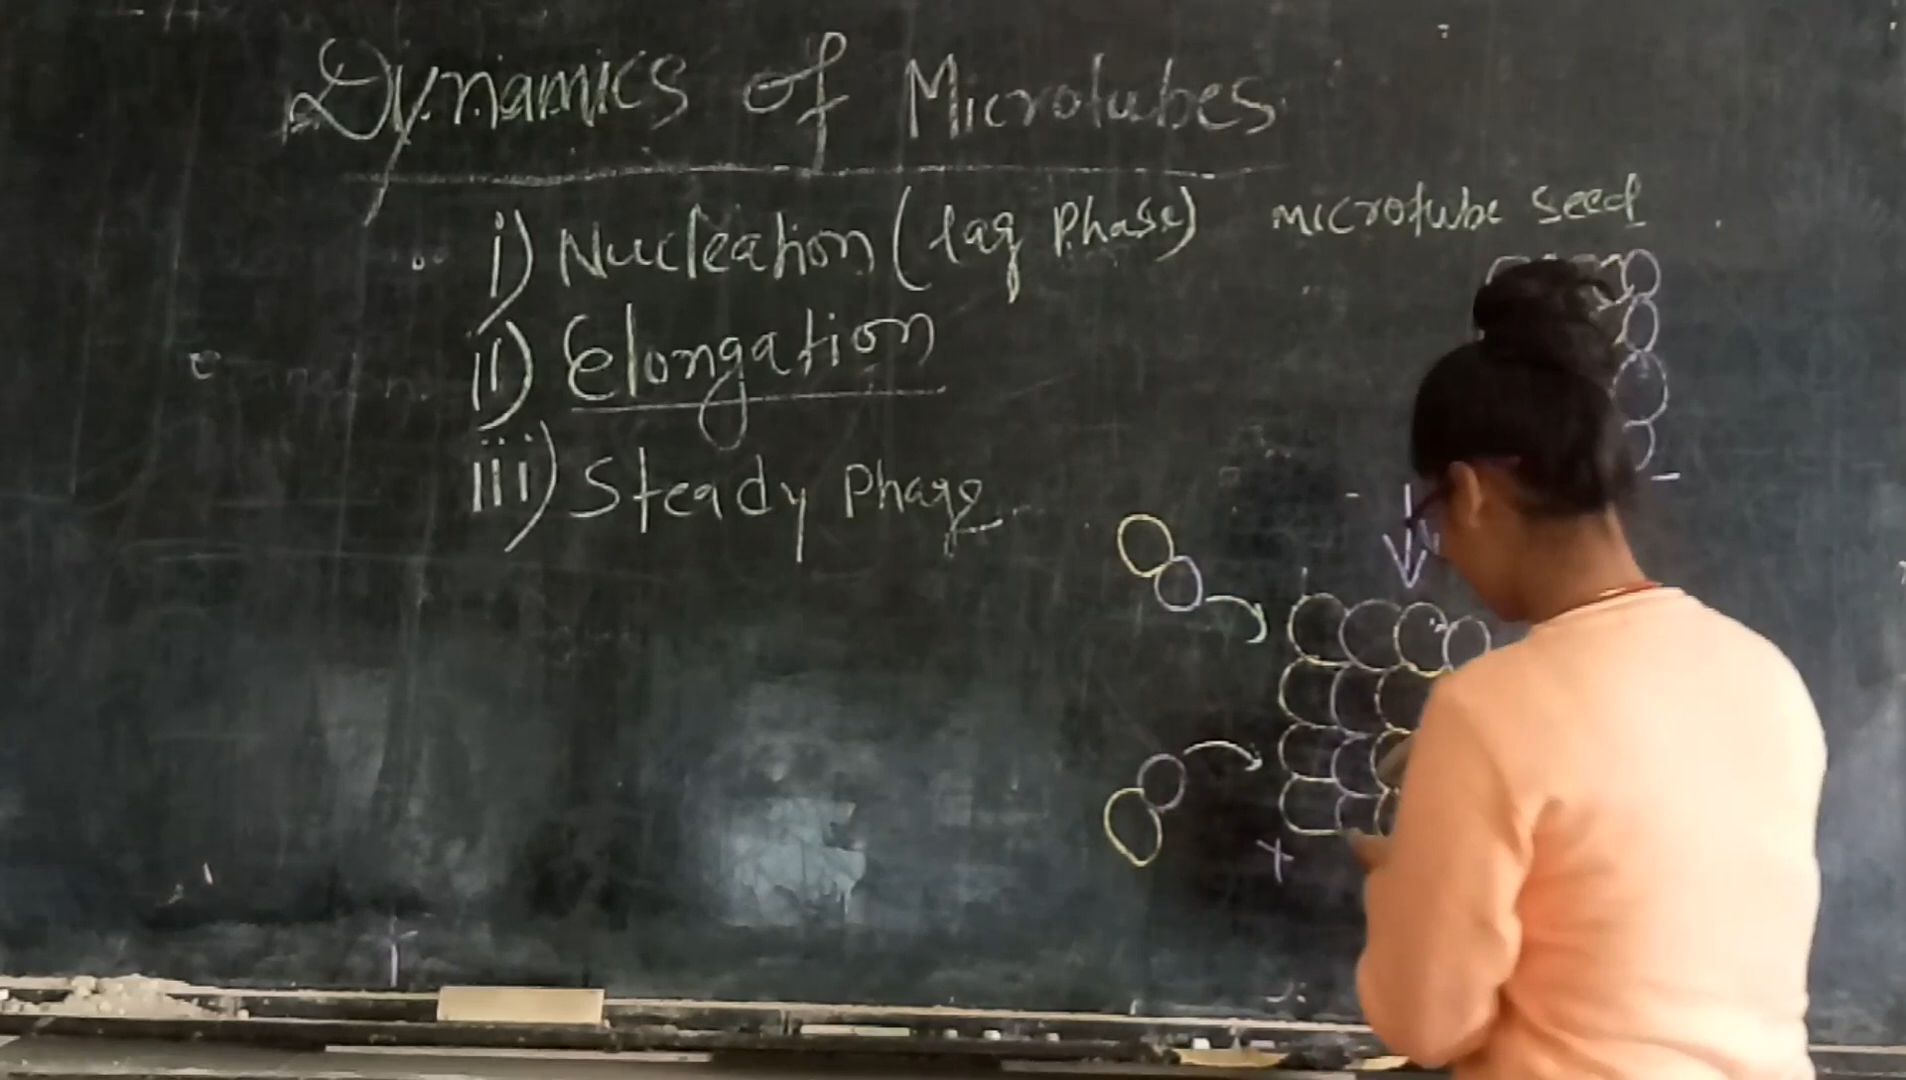 Dynamics of Microtubes
i) Nucleation (lag Phase) microtube seed
ii) Elongation
iii) Steady Phase
-
-
+